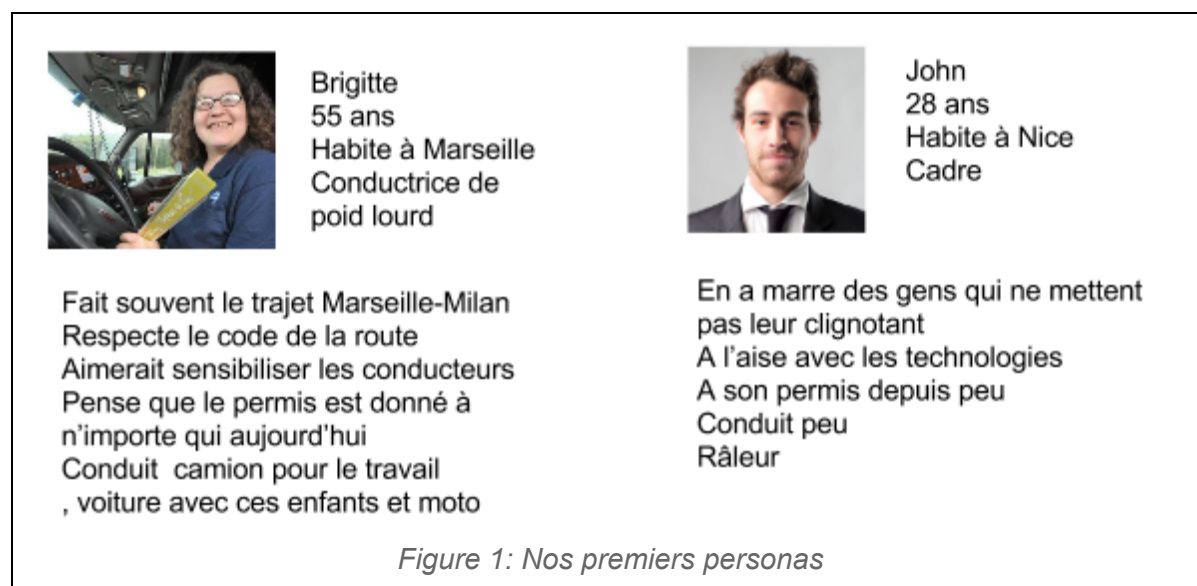 Brigitte
55 ans
Habite à Marseille
Conductrice de
poid lourd
Fait souvent le trajet Marseille-Milan
Respecte le code de la route
Aimerait sensibiliser les conducteurs
Pense que le permis est donné à
n'importe qui aujourd'hui
Conduit  camion pour le travail
, voiture avec ces enfants et moto
John
28 ans
Habite à Nice
Cadre
En a marre des gens qui ne mettent
pas leur clignotant
A l'aise avec les technologies
A son permis depuis peu
Conduit peu
Râleur
Figure 1: Nos premiers personas